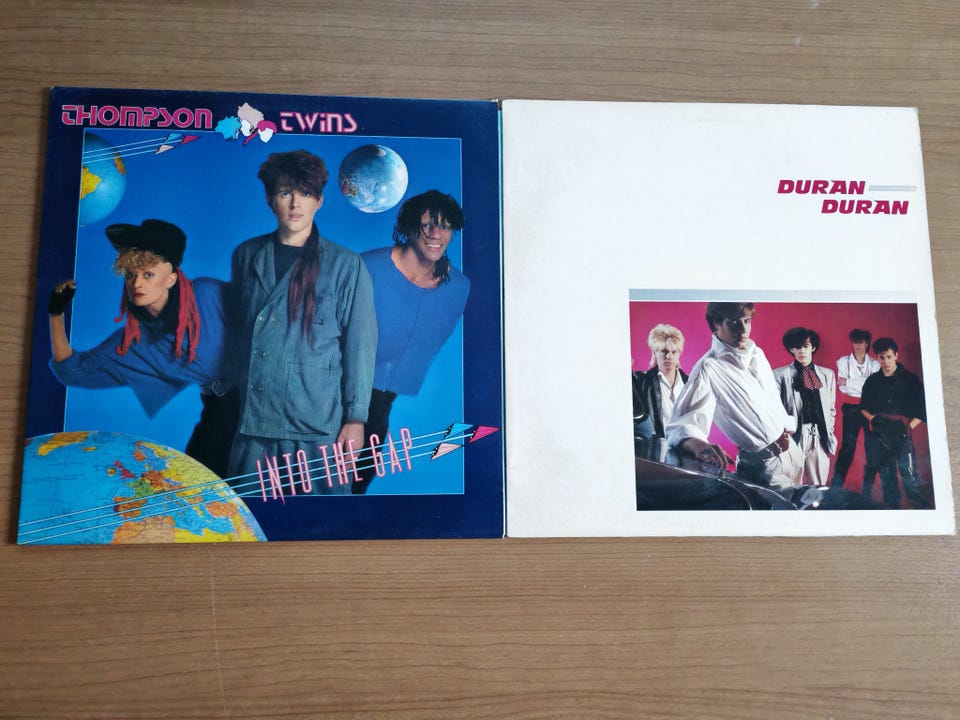 THOMPSON TWINS
INTO THE GAP
DURAN
DURAN